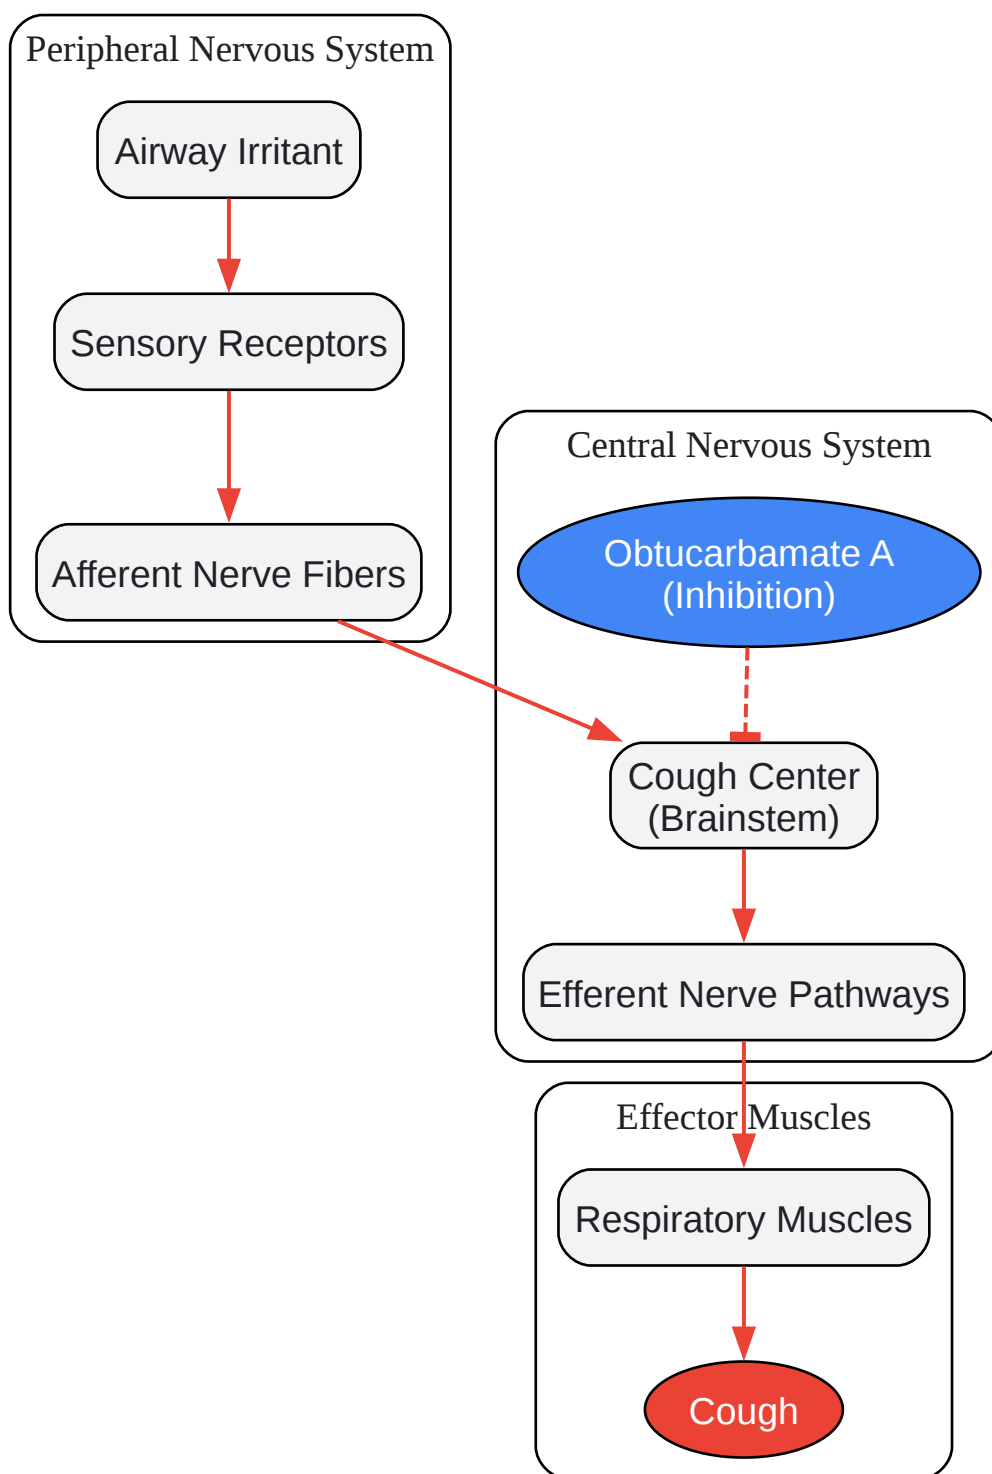 Peripheral Nervous System
Airway Irritant
Sensory Receptors
Afferent Nerve Fibers
Central Nervous System
Obtucarbamate A
(Inhibition)
Cough Center
(Brainstem)
Efferent Nerve Pathways
Effector Muscles
Respiratory Muscles
Cough